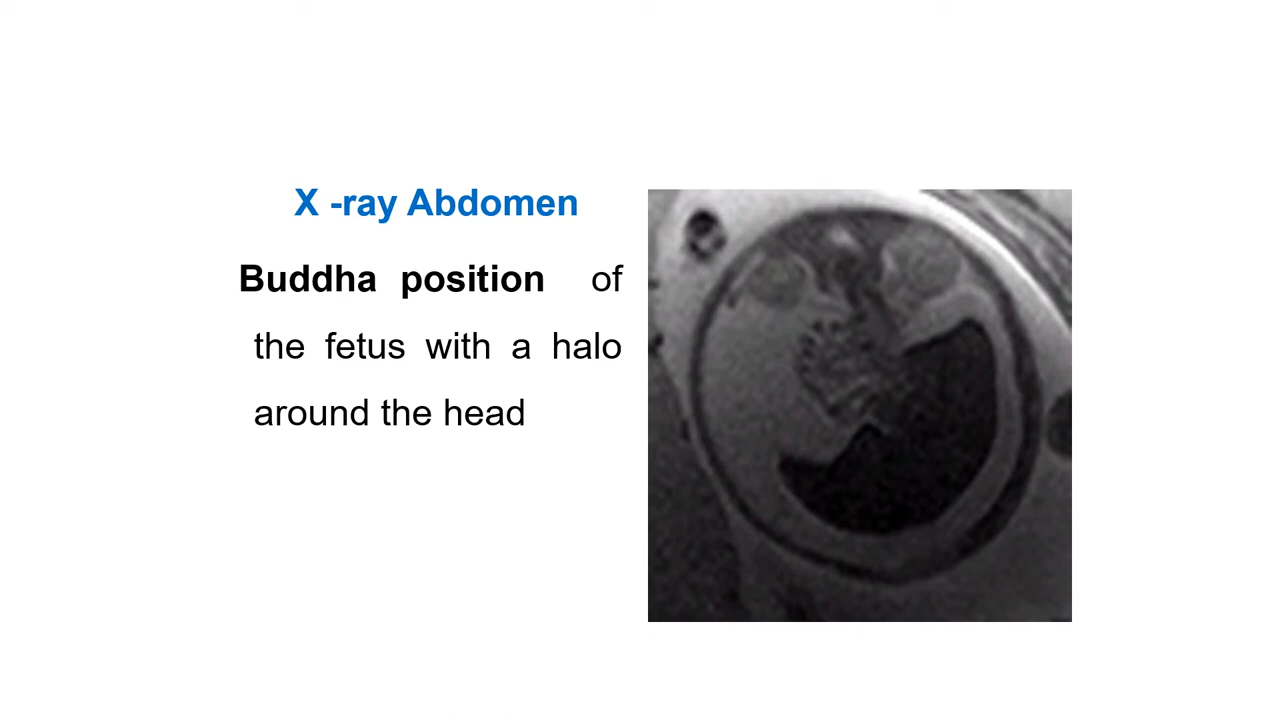 X -ray Abdomen
Buddha position of
the fetus with a halo
around the head